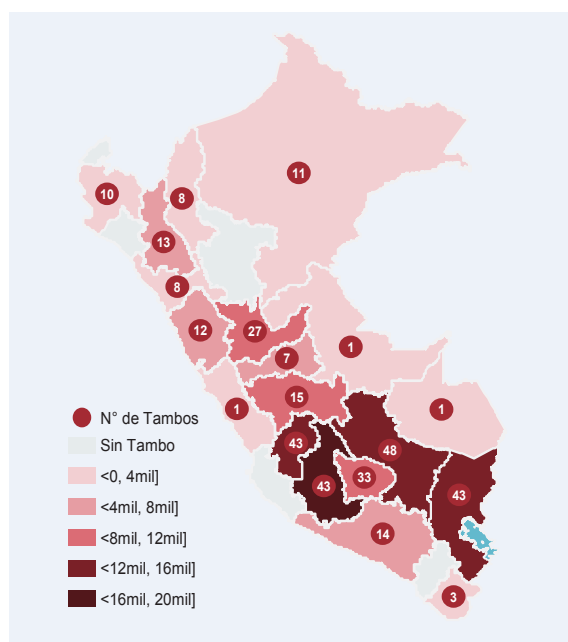 11
10
8
13
8
12
27
7
1
15
1
1
N° de Tambos
Sin Tambo
<0, 4mil]
<4mil, 8mil]
<8mil, 12mil]
<12mil, 16mil]
<16mil, 20mil]
43
48
33
43
43
14
3